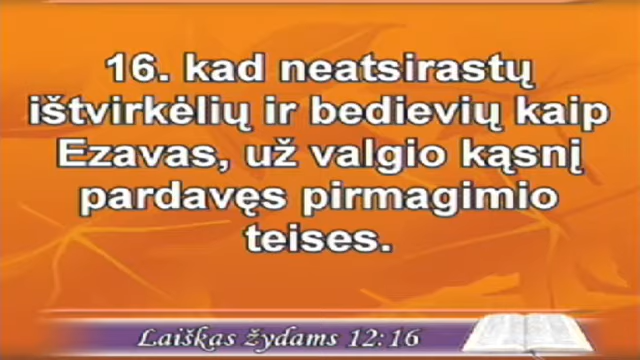 16. kad neatsirastų
ištvirkėlių ir bedievių kaip
Ezavas, už valgio kąsnį
pardavęs pirmagimio
teises.
Laiškas žydams 12:16